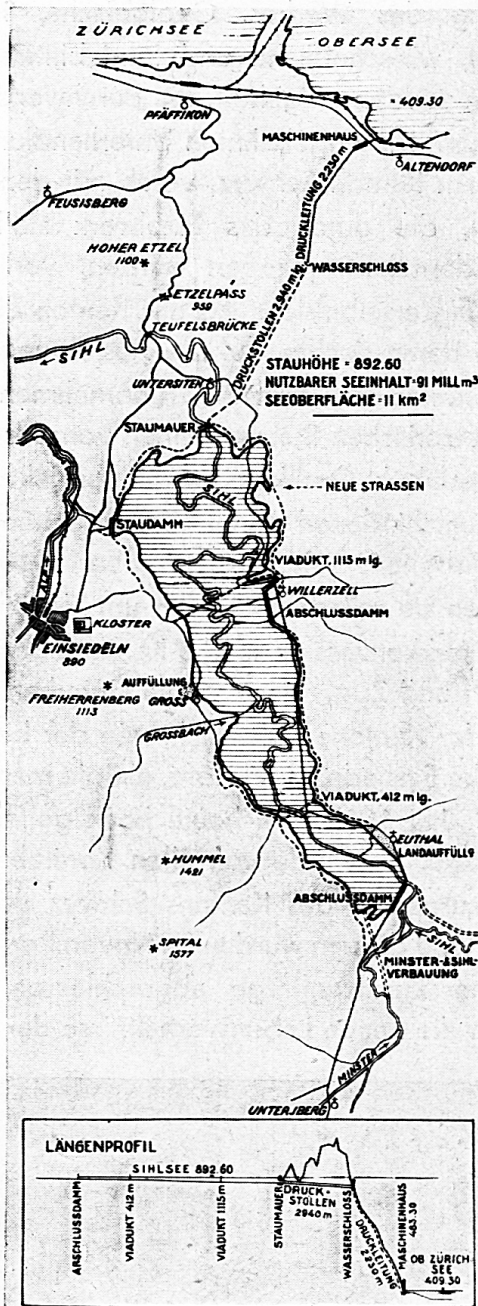 ZÜRICHSEE
OBERSEE
409.30
PFÄFFIKON
MASCHINENHAUS
ALTENDORF
FEUSISBERG
DRUCKLEITUNG 2230 m
HOHER ETZEL
1100
WASSERSCHLOSS
ETZELPASS
959
DRUCKSTOLLEN 2940 m
TEUFELSBRÜCKE
SIHL
STAUHÖHE = 892.60
NUTZBARER SEEINHALT = 91 MILL m³
SEEOBERFLÄCHE = 11 km²
UNTERSITEN
STAUMAUER
SIHL
NEUE STRASSEN
STAUDAMM
VIADUKT. 1115 m lg.
WILLERZELL
ABSCHLUSSDAMM
ALP
KLOSTER
EINSIEDELN
890
AUFFÜLLUNG
GROSS
FREIHERRENBERG
1113
GROSSBACH
VIADUKT. 412 m lg.
EUTHAL
LANDAUFFÜLLG
HUMMEL
1421
ABSCHLUSSDAMM
SPITAL
1577
SIHL
MINSTER-&SIHL-
VERBAUUNG
MINSTER
UNTERIBERG
LÄNGENPROFIL
SIHLSEE 892.60
ABSCHLUSSDAMM
VIADUKT 412 m
VIADUKT 1115 m
STAUMAUER
DRUCK-
STOLLEN
2940 m
WASSERSCHLOSS
DRUCKLEITUNG
2230 m
MASCHINENHAUS
OB ZÜRICH
SEE
409.30